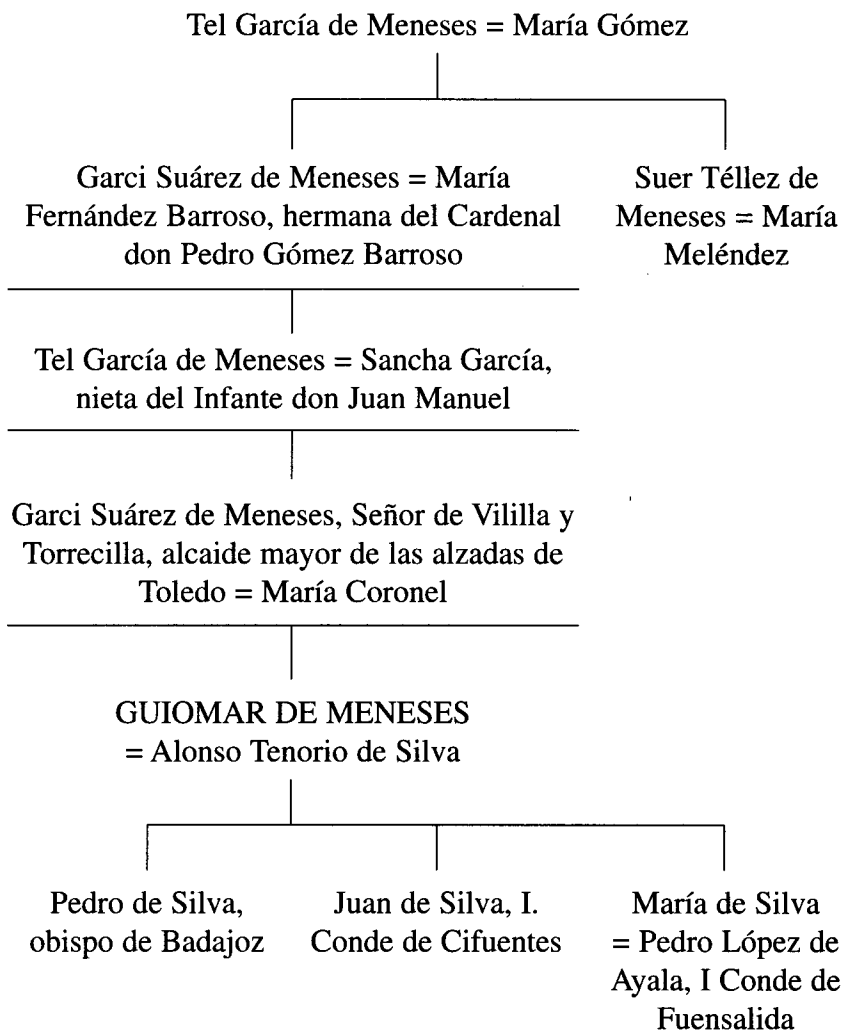 Tel García de Meneses = María Gómez
Garci Suárez de Meneses = María
Fernández Barroso, hermana del Cardenal
don Pedro Gómez Barroso
Suer Téllez de
Meneses = María
Meléndez
Tel García de Meneses = Sancha García,
nieta del Infante don Juan Manuel
Garci Suárez de Meneses, Señor de Vililla y
Torrecilla, alcaide mayor de las alzadas de
Toledo = María Coronel
GUIOMAR DE MENESES
= Alonso Tenorio de Silva
Pedro de Silva,
obispo de Badajoz
Juan de Silva, I.
Conde de Cifuentes
María de Silva
= Pedro López de
Ayala, I Conde de
Fuensalida